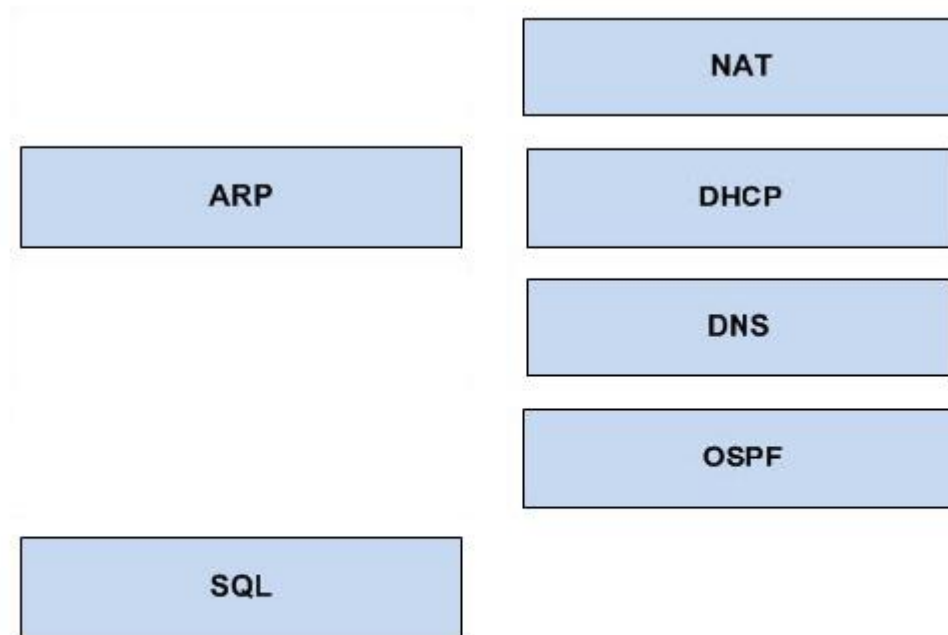 NAT
ARP
DHCP
DNS
OSPF
SQL